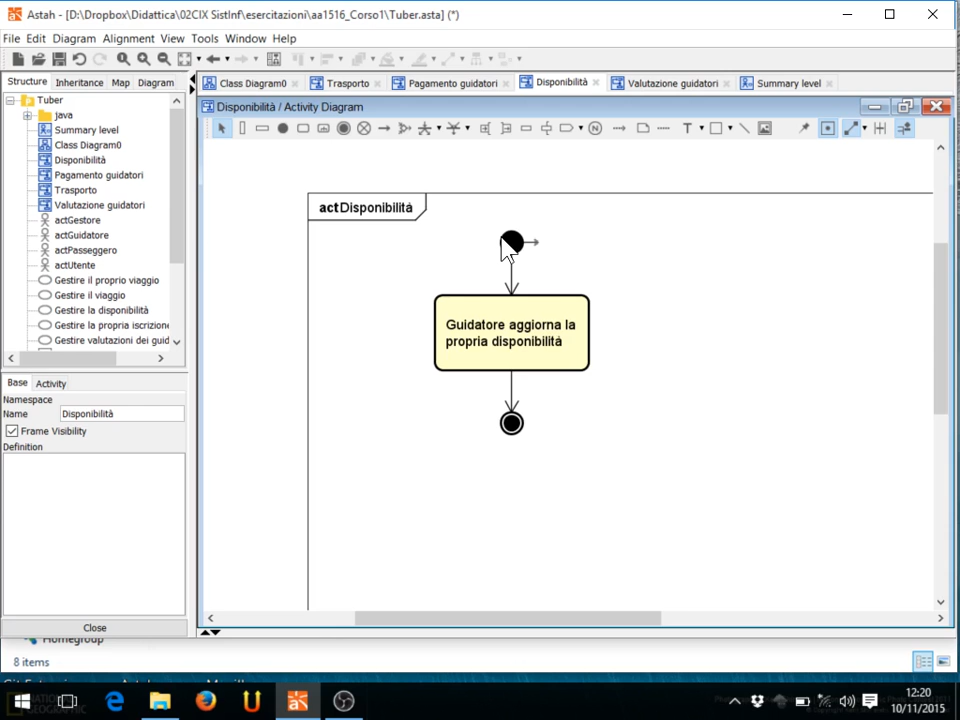 Astah - [D:\Dropbox\Didattica\02CIX SistInf\esercitazioni\aa1516_Corso1\Tuber.asta] (*)
File Edit Diagram Alignment View Tools Window Help
Structure Inheritance Map Diagram
Class Diagram0 Trasporto Pagamento guidatori Disponibilità Valutazione guidatori Summary level
Disponibilità / Activity Diagram
Tuber
java
Summary level
Class Diagram0
Disponibilità
Pagamento guidatori
Trasporto
Valutazione guidatori
actGestore
actGuidatore
actPasseggero
actUtente
Gestire il proprio viaggio
Gestire il viaggio
Gestire la disponibilità
Gestire la propria iscrizione
Gestire valutazioni dei guid
act Disponibilità
Guidatore aggiorna la
propria disponibilità
Base Activity
Namespace
Name Disponibilità
Frame Visibility
Definition
Close
Homegroup
8 items
12:20
10/11/2015